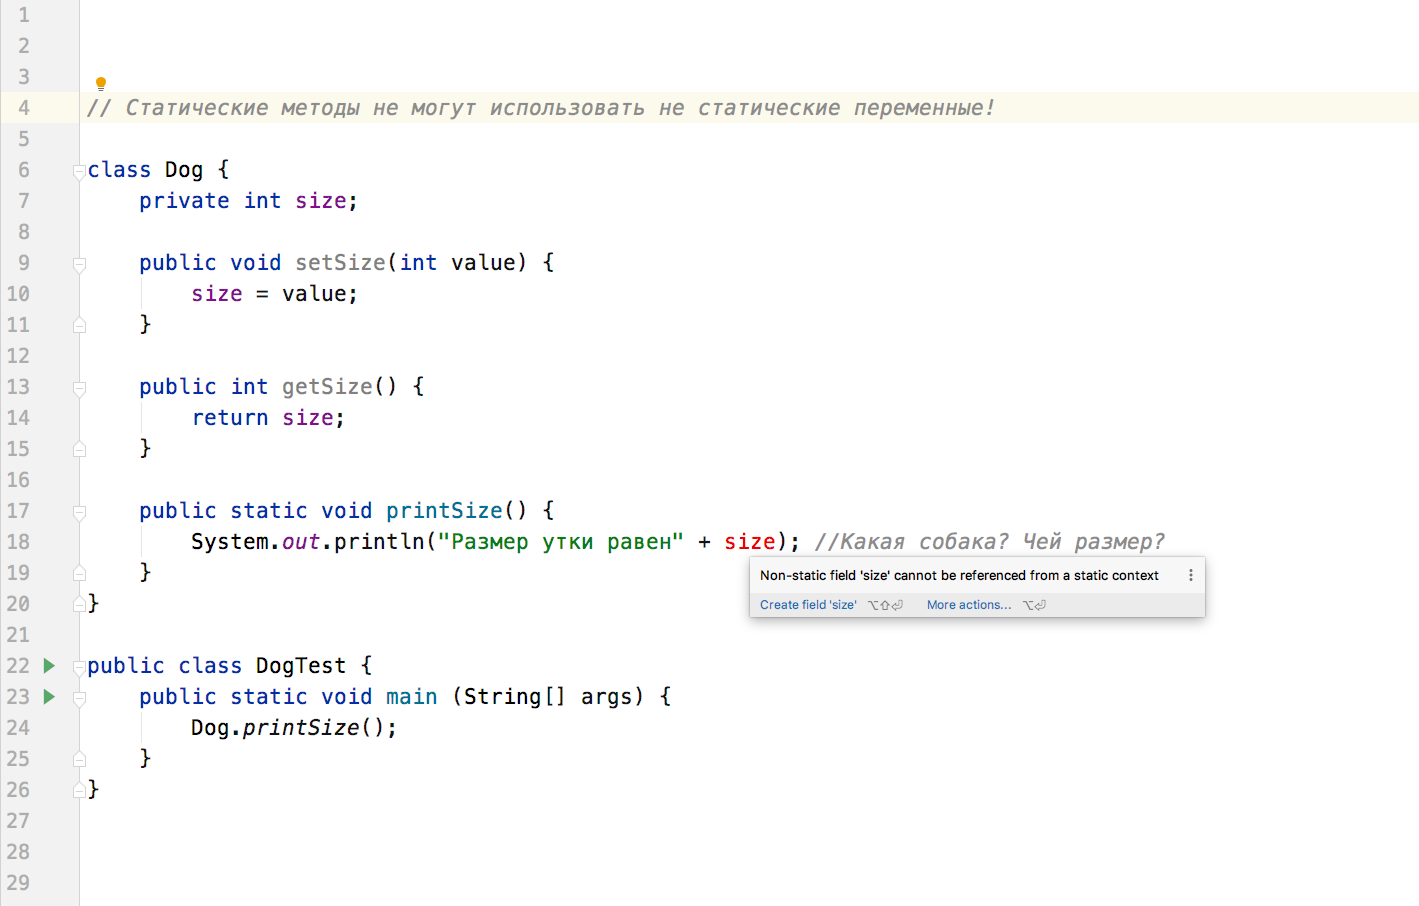 1
2
3
4 // Статические методы не могут использовать не статические переменные!
5
6 class Dog {
7 private int size;
8
9 public void setSize(int value) {
10 size = value;
11 }
12
13 public int getSize() {
14 return size;
15 }
16
17 public static void printSize() {
18 System.out.println("Размер утки равен" + size); //Какая собака? Чей размер?
19 }
Non-static field 'size' cannot be referenced from a static context
20 }
Create field 'size' ⌥⇧⏎ More actions... ⌥⏎
21
22 public class DogTest {
23 public static void main (String[] args) {
24 Dog.printSize();
25 }
26 }
27
28
29